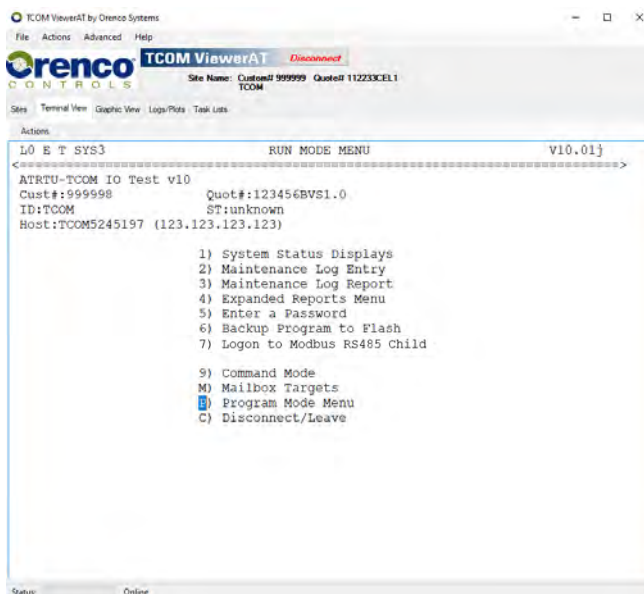 TCOM ViewerAT by Orenco Systems
File Actions Advanced Help
Orenco
CONTROLS
TCOM ViewerAT Disconnect
Site Name: Custom# 999999 Quote# 112233CEL1
TCOM
Sites Terminal View Graphic View Logs/Plots Task Lists
Actions
L0 E T SYS3 RUN MODE MENU V10.01j
<==============================================================================>
ATRTU-TCOM IO Test v10
Cust#:999998 Quot#:123456BVS1.0
ID:TCOM ST:unknown
Host:TCOM5245197 (123.123.123.123)
1) System Status Displays
2) Maintenance Log Entry
3) Maintenance Log Report
4) Expanded Reports Menu
5) Enter a Password
6) Backup Program to Flash
7) Logon to Modbus RS485 Child
9) Command Mode
M) Mailbox Targets
P) Program Mode Menu
C) Disconnect/Leave
Status: Online